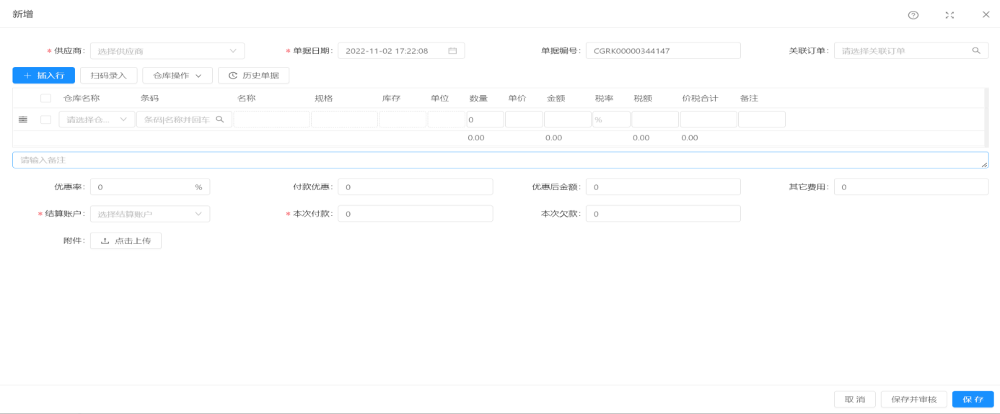 新增
* 供应商: 选择供应商 * 单据日期: 2022-11-02 17:22:08 单据编号: CGRK00000344147 关联订单: 请选择关联订单
+ 插入行 扫码录入 仓库操作 历史单据
仓库名称 条码 名称 规格 库存 单位 数量 单价 金额 税率 税额 价税合计 备注
请选择仓... 条码|名称并回车 0 %
0.00 0.00 0.00 0.00
请输入备注
优惠率: 0 % 付款优惠: 0 优惠后金额: 0 其它费用: 0
* 结算账户: 选择结算账户 * 本次付款: 0 本次欠款: 0
附件: 点击上传
取消 保存并审核 保存